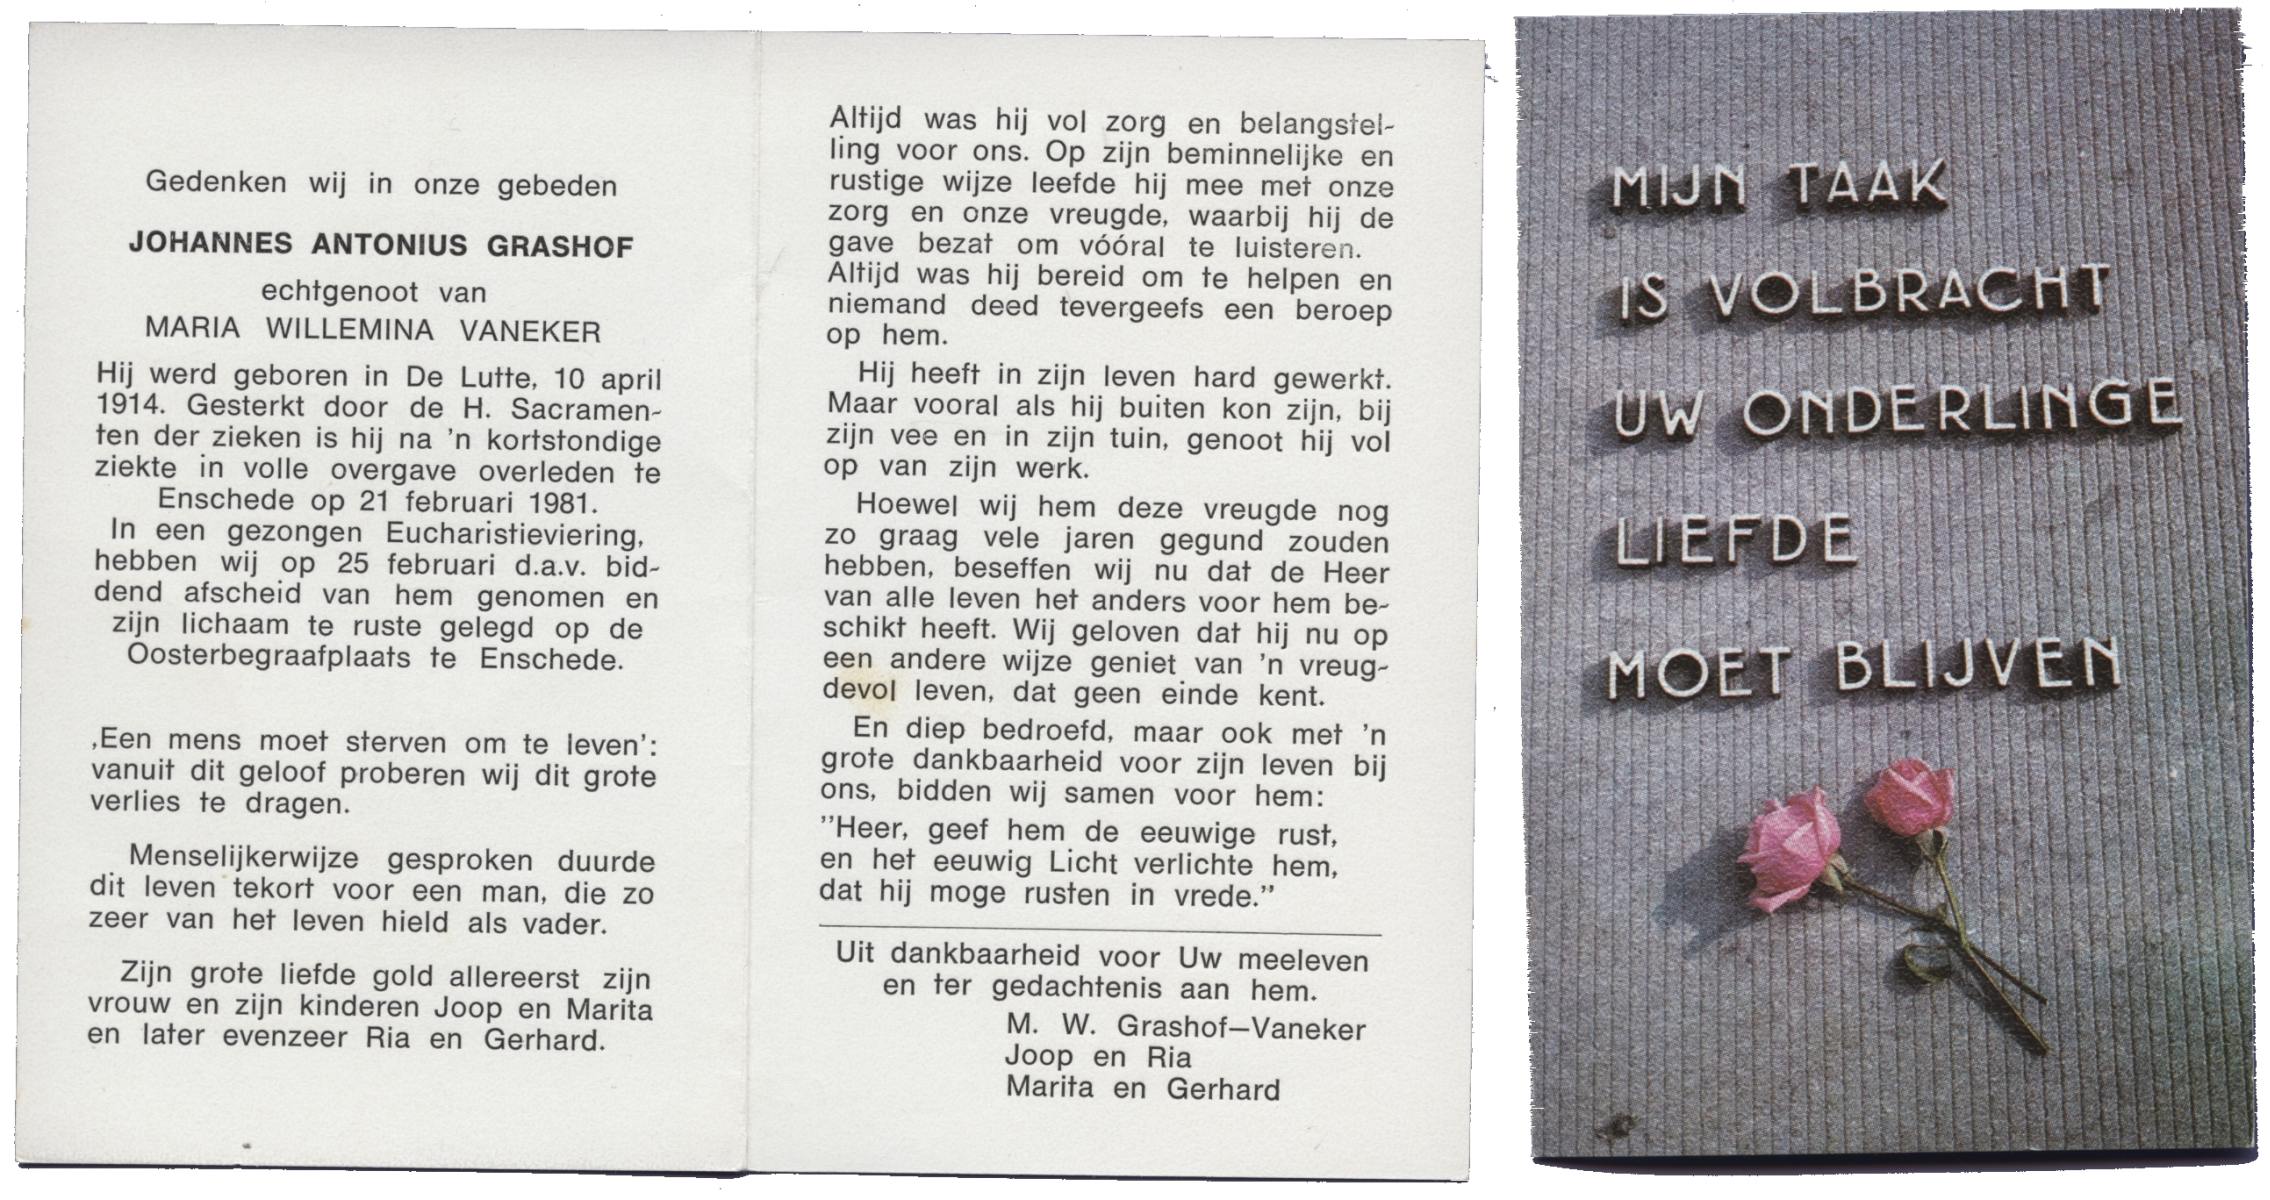 Gedenken wij in onze gebeden
JOHANNES ANTONIUS GRASHOF
echtgenoot van
MARIA WILLEMINA VANEKER
Hij werd geboren in De Lutte, 10 april
1914. Gesterkt door de H. Sacramen-
ten der zieken is hij na 'n kortstondige
ziekte in volle overgave overleden te
Enschede op 21 februari 1981.
In een gezongen Eucharistieviering,
hebben wij op 25 februari d.a.v. bid-
dend afscheid van hem genomen en
zijn lichaam te ruste gelegd op de
Oosterbegraafplaats te Enschede.
‚Een mens moet sterven om te leven':
vanuit dit geloof proberen wij dit grote
verlies te dragen.
Menselijkerwijze gesproken duurde
dit leven tekort voor een man, die zo
zeer van het leven hield als vader.
Zijn grote liefde gold allereerst zijn
vrouw en zijn kinderen Joop en Marita
en later evenzeer Ria en Gerhard.
Altijd was hij vol zorg en belangstel-
ling voor ons. Op zijn beminnelijke en
rustige wijze leefde hij mee met onze
zorg en onze vreugde, waarbij hij de
gave bezat om vóóral te luisteren.
Altijd was hij bereid om te helpen en
niemand deed tevergeefs een beroep
op hem.
Hij heeft in zijn leven hard gewerkt.
Maar vooral als hij buiten kon zijn, bij
zijn vee en in zijn tuin, genoot hij vol
op van zijn werk.
Hoewel wij hem deze vreugde nog
zo graag vele jaren gegund zouden
hebben, beseffen wij nu dat de Heer
van alle leven het anders voor hem be-
schikt heeft. Wij geloven dat hij nu op
een andere wijze geniet van 'n vreug-
devol leven, dat geen einde kent.
En diep bedroefd, maar ook met 'n
grote dankbaarheid voor zijn leven bij
ons, bidden wij samen voor hem:
"Heer, geef hem de eeuwige rust,
en het eeuwig Licht verlichte hem,
dat hij moge rusten in vrede."
Uit dankbaarheid voor Uw meeleven
en ter gedachtenis aan hem.
M. W. Grashof–Vaneker
Joop en Ria
Marita en Gerhard
MIJN TAAK
IS VOLBRACHT
UW ONDERLINGE
LIEFDE
MOET BLIJVEN